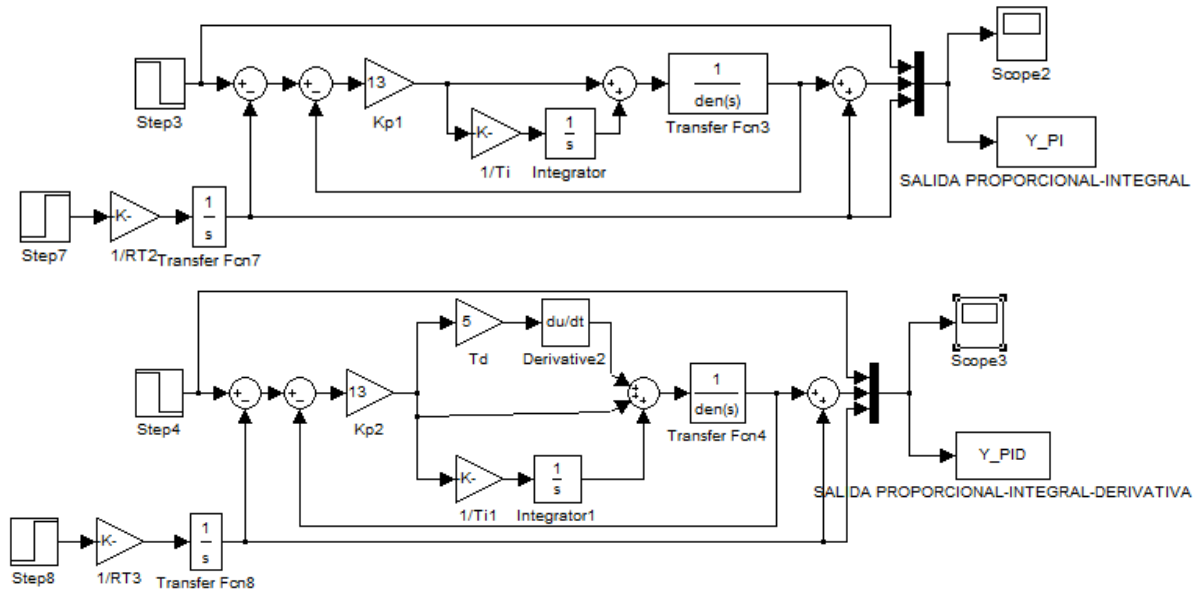 Step3
+
−
+
−
13
Kp1
K-
1/Ti
1
s
Integrator
+
+
1
den(s)
Transfer Fcn3
+
+
Scope2
Y_PI
SALIDA PROPORCIONAL-INTEGRAL
Step7
K-
1/RT2
1
s
Transfer Fcn7
5
Td
du/dt
Derivative2
Scope3
Step4
+
−
+
−
13
Kp2
+
+
+
1
den(s)
Transfer Fcn4
+
+
K-
1/Ti1
1
s
Integrator1
Y_PID
SALIDA PROPORCIONAL-INTEGRAL-DERIVATIVA
Step8
K-
1/RT3
1
s
Transfer Fcn8